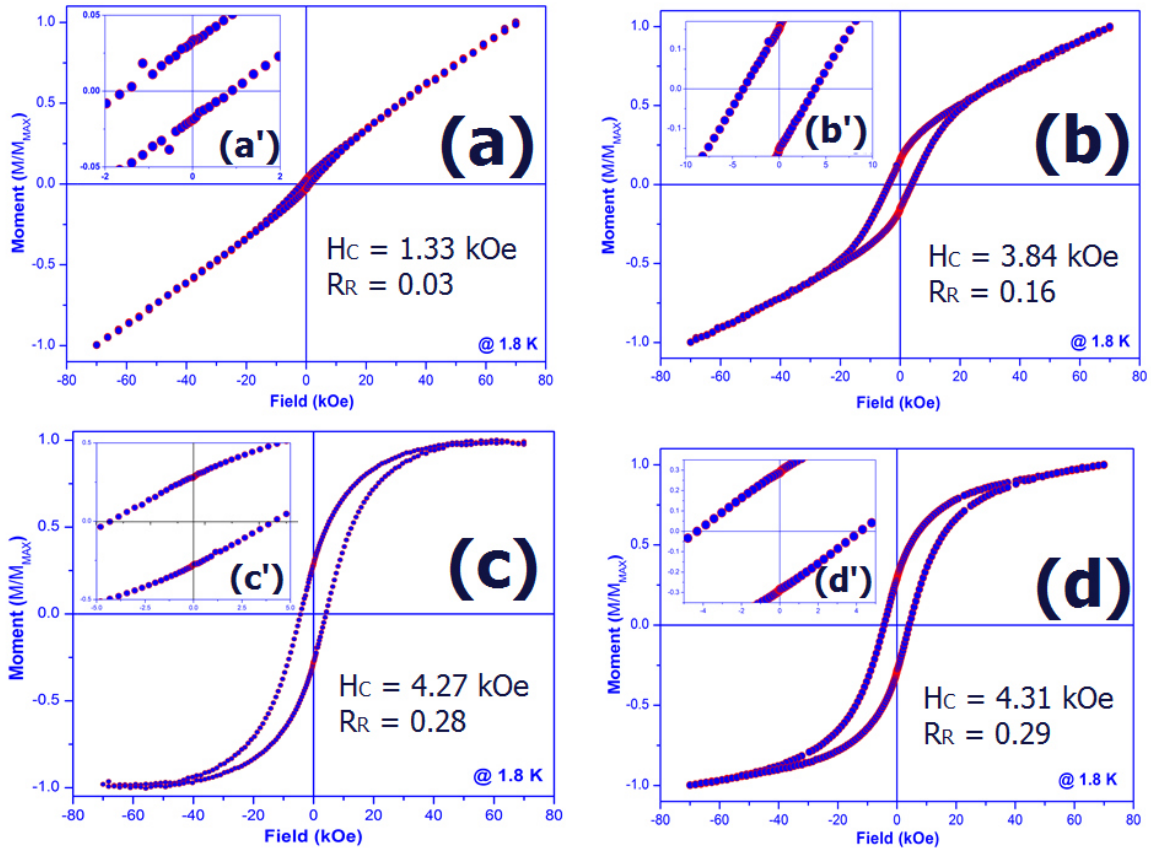 1.0
0.5
0.0
-0.5
-1.0
Moment (M/M_MAX)
0.05
0.00
-0.05
-2
0
2
(a')
(a)
HC = 1.33 kOe
RR = 0.03
@ 1.8 K
-80 -60 -40 -20 0 20 40 60 80
Field (kOe)
1.0
0.5
0.0
-0.5
-1.0
Moment (M/M_MAX)
0.1
0.0
-0.1
-10 -5 0 5 10
(b')
(b)
HC = 3.84 kOe
RR = 0.16
@ 1.8 K
-80 -60 -40 -20 0 20 40 60 80
Field (kOe)
1.0
0.5
0.0
-0.5
-1.0
Moment (M/M_MAX)
0.5
0.0
-0.5
-5.0 -2.5 0.0 2.5 5.0
(c')
(c)
HC = 4.27 kOe
RR = 0.28
@ 1.8 K
-80 -60 -40 -20 0 20 40 60 80
Field (kOe)
1.0
0.5
0.0
-0.5
-1.0
Moment (M/M_MAX)
0.3
0.2
0.1
0.0
-0.1
-0.2
-0.3
-4 -2 0 2 4
(d')
(d)
HC = 4.31 kOe
RR = 0.29
@ 1.8 K
-80 -60 -40 -20 0 20 40 60 80
Field (kOe)